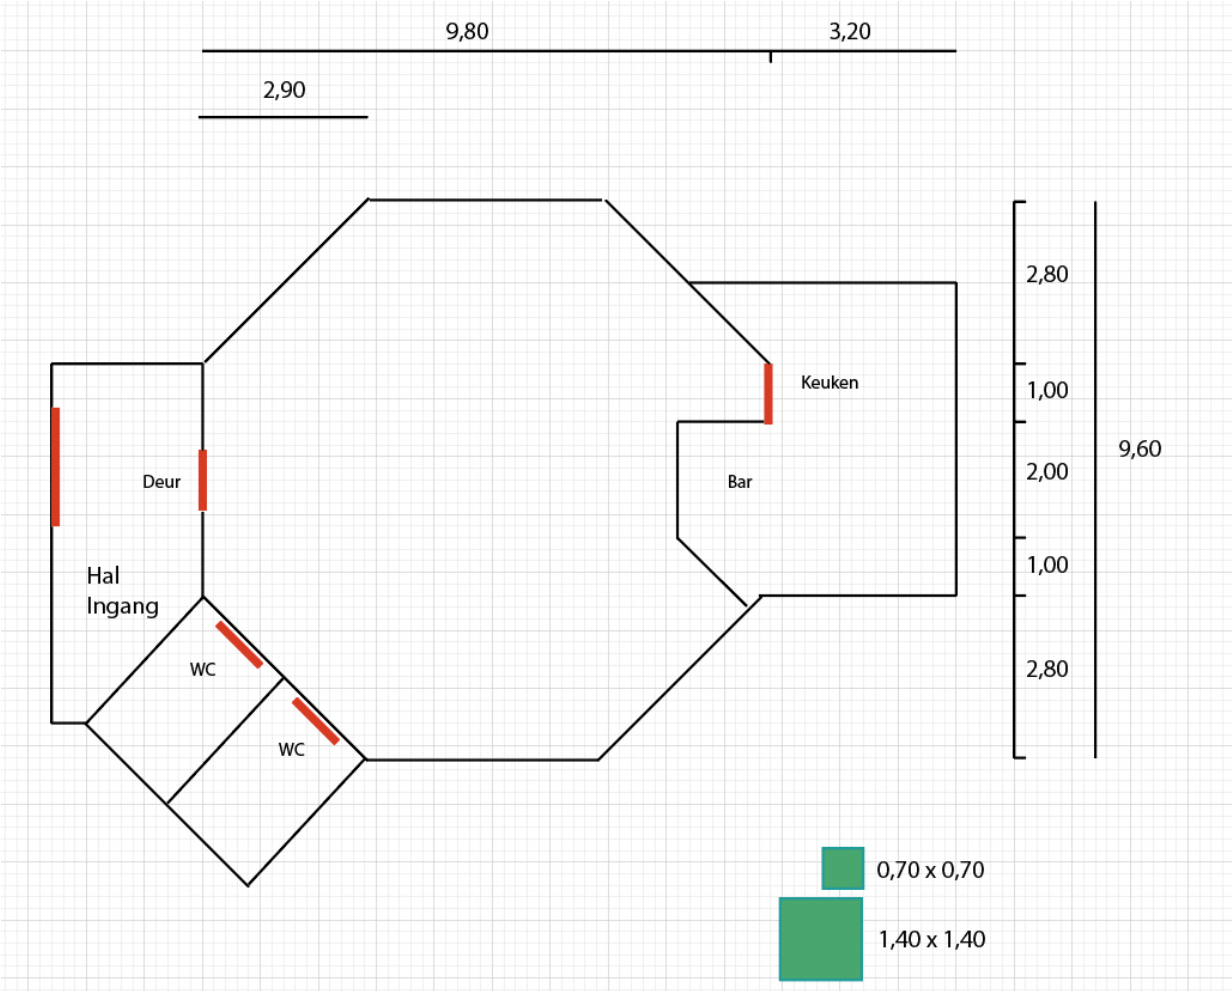 9,80
3,20
2,90
2,80
Keuken
1,00
9,60
2,00
Deur
Bar
1,00
Hal
Ingang
WC
2,80
WC
0,70 x 0,70
1,40 x 1,40